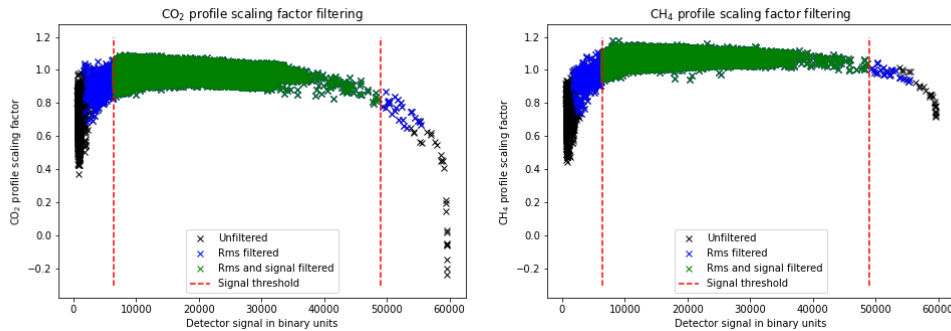 CO₂ profile scaling factor filtering
1.2
1.0
0.8
0.6
0.4
0.2
0.0
−0.2
CO₂ profile scaling factor
Unfiltered
Rms filtered
Rms and signal filtered
Signal threshold
0 10000 20000 30000 40000 50000 60000
Detector signal in binary units
CH₄ profile scaling factor filtering
1.2
1.0
0.8
0.6
0.4
0.2
0.0
−0.2
CH₄ profile scaling factor
Unfiltered
Rms filtered
Rms and signal filtered
Signal threshold
0 10000 20000 30000 40000 50000 60000
Detector signal in binary units